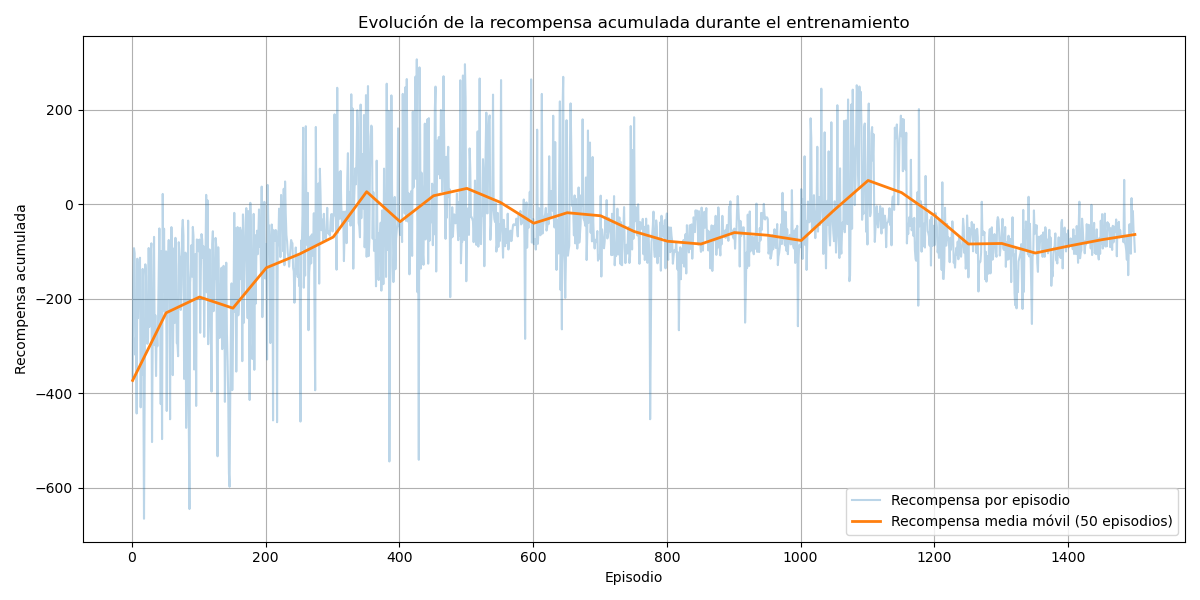 Evolución de la recompensa acumulada durante el entrenamiento
Recompensa acumulada
200
0
−200
−400
−600
Recompensa por episodio
Recompensa media móvil (50 episodios)
0 200 400 600 800 1000 1200 1400
Episodio